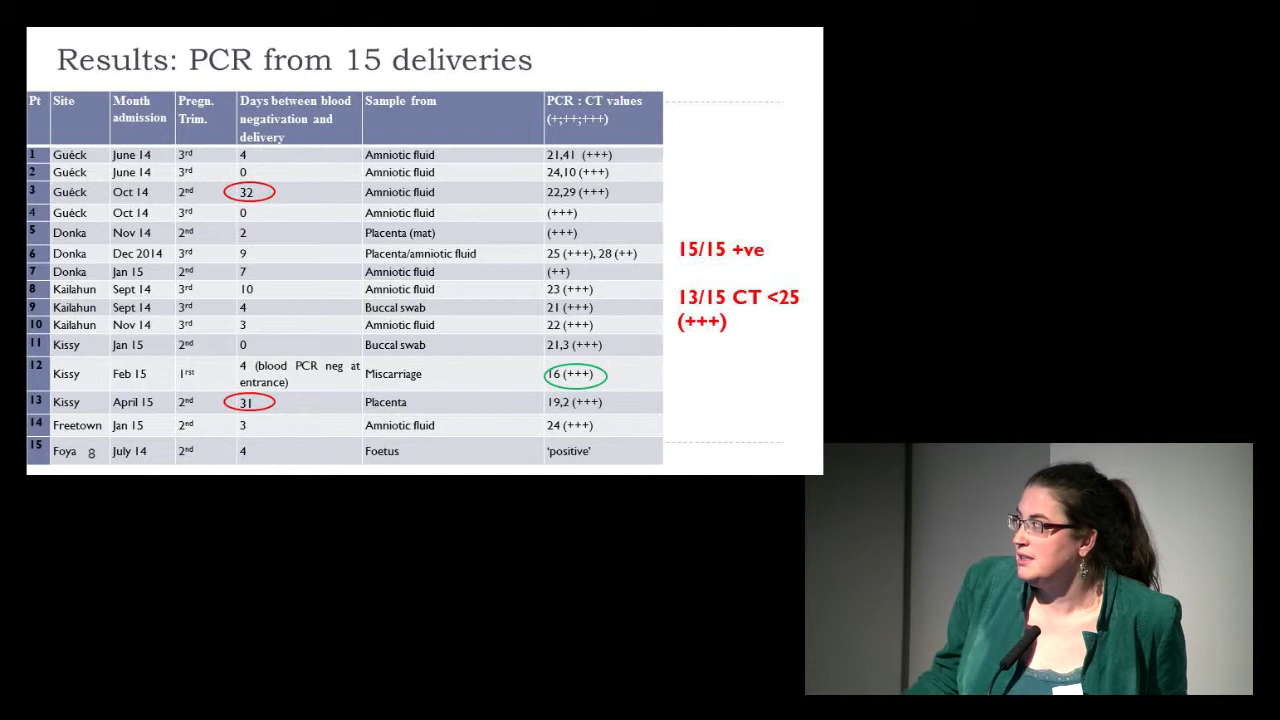 Results: PCR from 15 deliveries
Pt Site Month admission Pregn. Trim. Days between blood negativation and delivery Sample from PCR : CT values (+;++;+++)
1 Guéck June 14 3rd 4 Amniotic fluid 21,41 (+++)
2 Guéck June 14 3rd 0 Amniotic fluid 24,10 (+++)
3 Guéck Oct 14 2nd 32 Amniotic fluid 22,29 (+++)
4 Guéck Oct 14 3rd 0 Amniotic fluid (+++)
5 Donka Nov 14 2nd 2 Placenta (mat) (+++)
6 Donka Dec 2014 3rd 9 Placenta/amniotic fluid 25 (+++), 28 (++)
7 Donka Jan 15 2nd 7 Amniotic fluid (++)
8 Kailahun Sept 14 3rd 10 Amniotic fluid 23 (+++)
9 Kailahun Sept 14 3rd 4 Buccal swab 21 (+++)
10 Kailahun Nov 14 3rd 3 Amniotic fluid 22 (+++)
11 Kissy Jan 15 2nd 0 Buccal swab 21,3 (+++)
12 Kissy Feb 15 1rst 4 (blood PCR neg at entrance) Miscarriage 16 (+++)
13 Kissy April 15 2nd 31 Placenta 19,2 (+++)
14 Freetown Jan 15 2nd 3 Amniotic fluid 24 (+++)
15 Foya July 14 2nd 4 Foetus ‘positive’
8
15/15 +ve
13/15 CT <25
(+++)